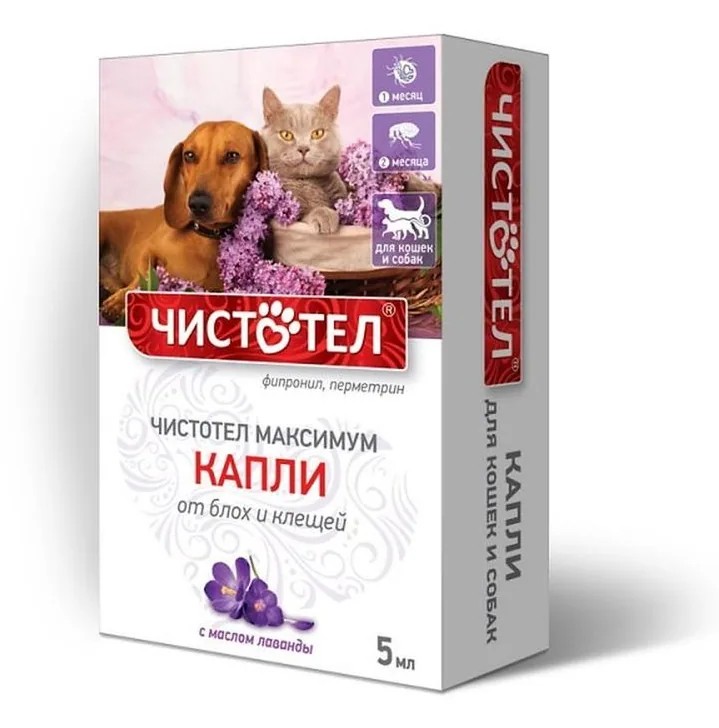 1 месяц
2 месяца
для кошек
и собак
ЧИСТОТЕЛ®
фипронил, перметрин
ЧИСТОТЕЛ МАКСИМУМ
КАПЛИ
от блох и клещей
с маслом лаванды
5 мл
ЧИСТОТЕЛ®
КАПЛИ
ДЛЯ КОШЕК И СОБАК